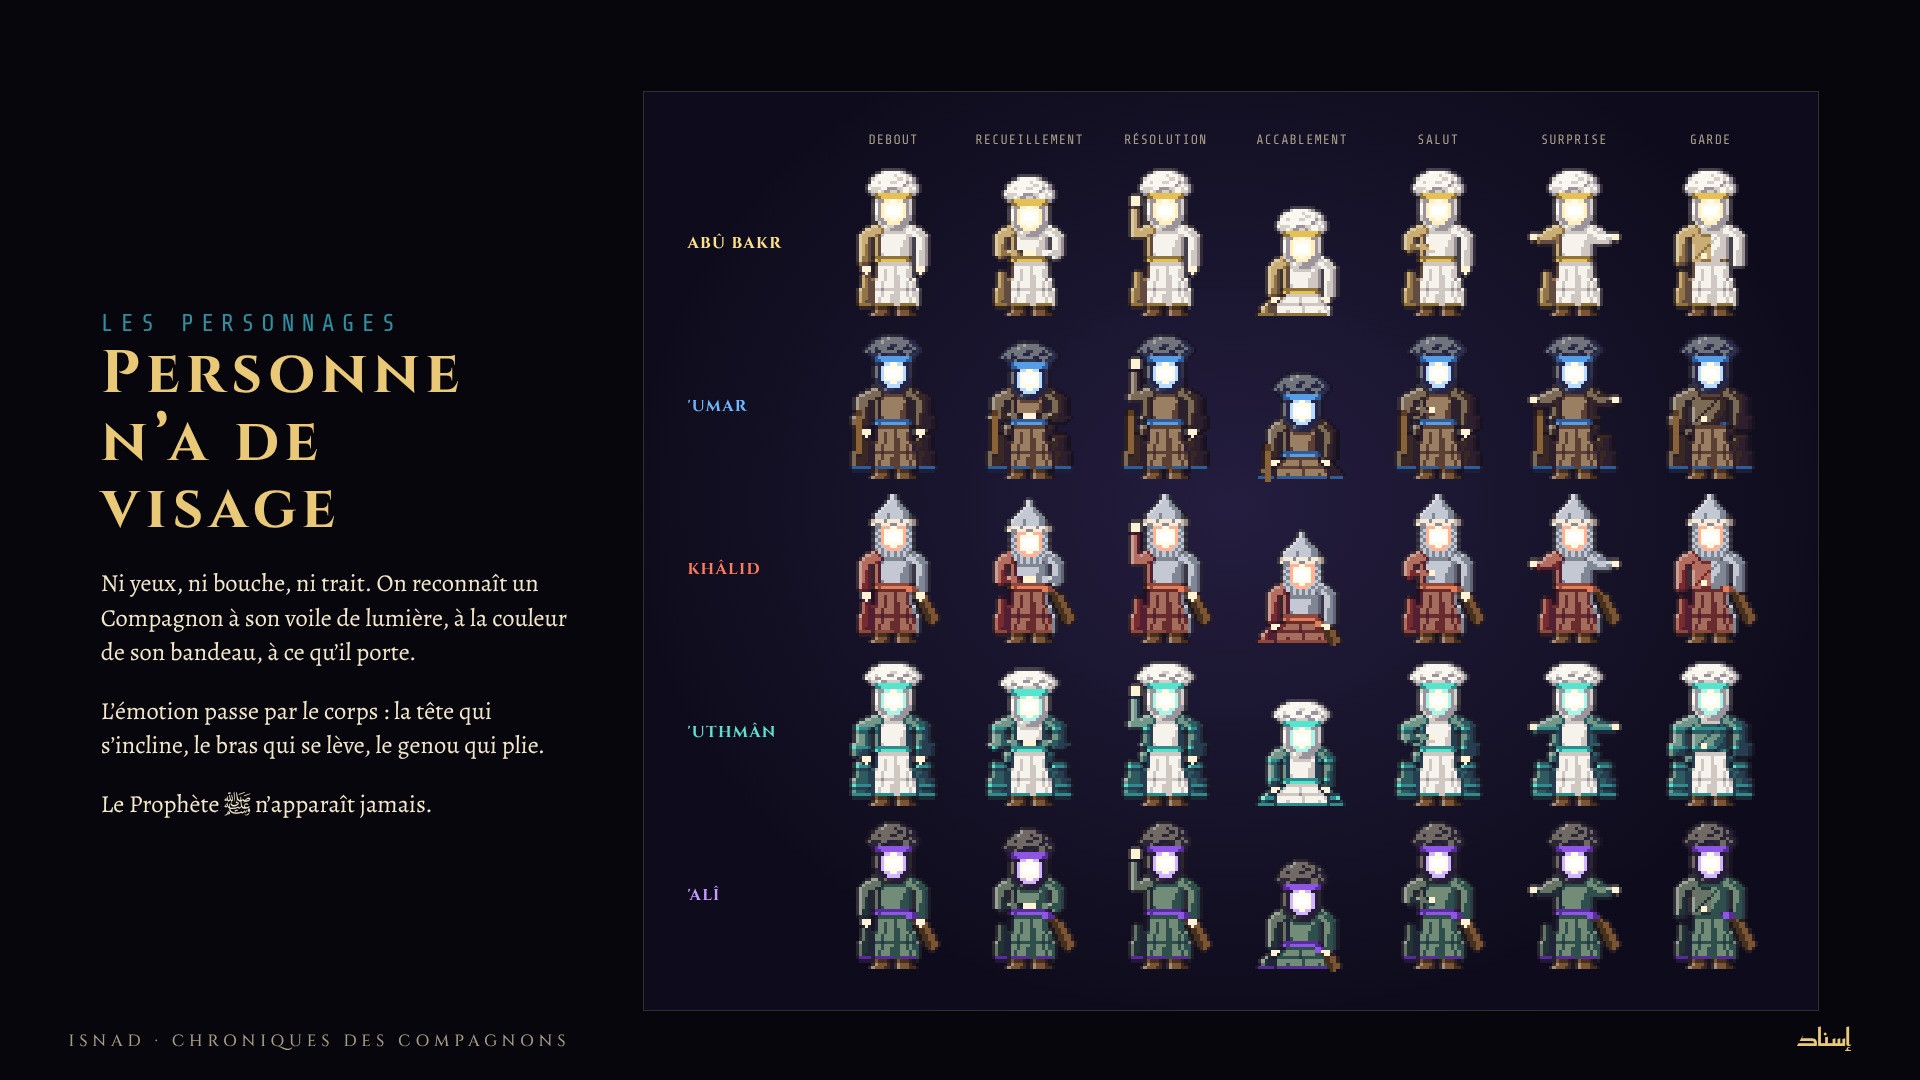 LES PERSONNAGES
PERSONNE
N’A DE
VISAGE
Ni yeux, ni bouche, ni trait. On reconnaît un
Compagnon à son voile de lumière, à la couleur
de son bandeau, à ce qu’il porte.
L’émotion passe par le corps : la tête qui
s’incline, le bras qui se lève, le genou qui plie.
Le Prophète ﷺ n’apparaît jamais.
DEBOUT RECUEILLEMENT RÉSOLUTION ACCABLEMENT SALUT SURPRISE GARDE
ABÛ BAKR
ʿUMAR
KHÂLID
ʿUTHMÂN
ʿALÎ
ISNAD · CHRONIQUES DES COMPAGNONS
إسناد